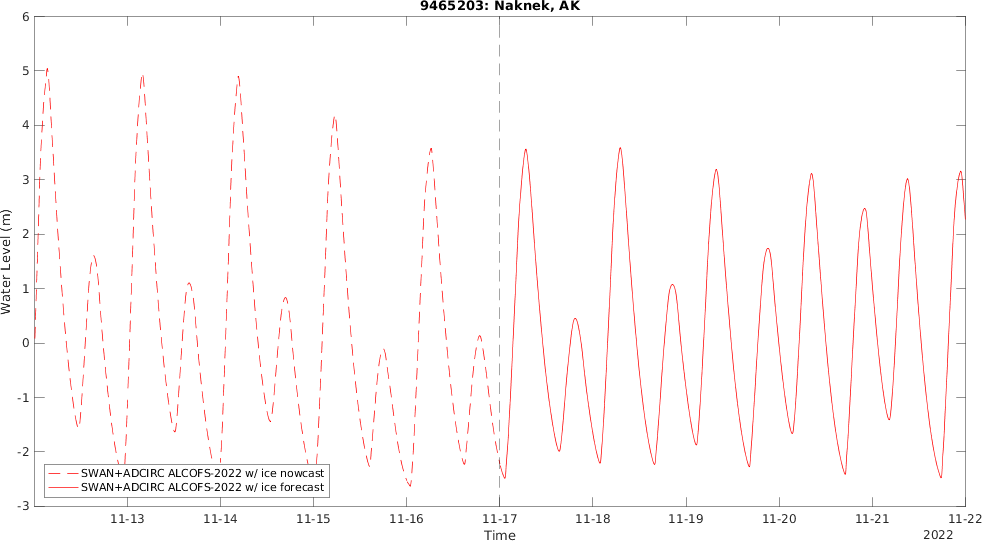 9465203: Naknek, AK
6
5
4
3
2
1
0
-1
-2
-3
Water Level (m)
SWAN+ADCIRC ALCOFS-2022 w/ ice nowcast
SWAN+ADCIRC ALCOFS-2022 w/ ice forecast
11-13 11-14 11-15 11-16 11-17 11-18 11-19 11-20 11-21 11-22
Time
2022